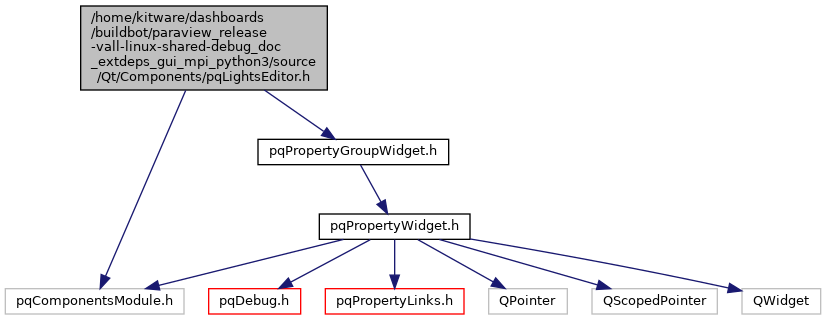 /home/kitware/dashboards
/buildbot/paraview_release
-vall-linux-shared-debug_doc
_extdeps_gui_mpi_python3/source
/Qt/Components/pqLightsEditor.h
pqPropertyGroupWidget.h
pqPropertyWidget.h
pqComponentsModule.h
pqDebug.h
pqPropertyLinks.h
QPointer
QScopedPointer
QWidget